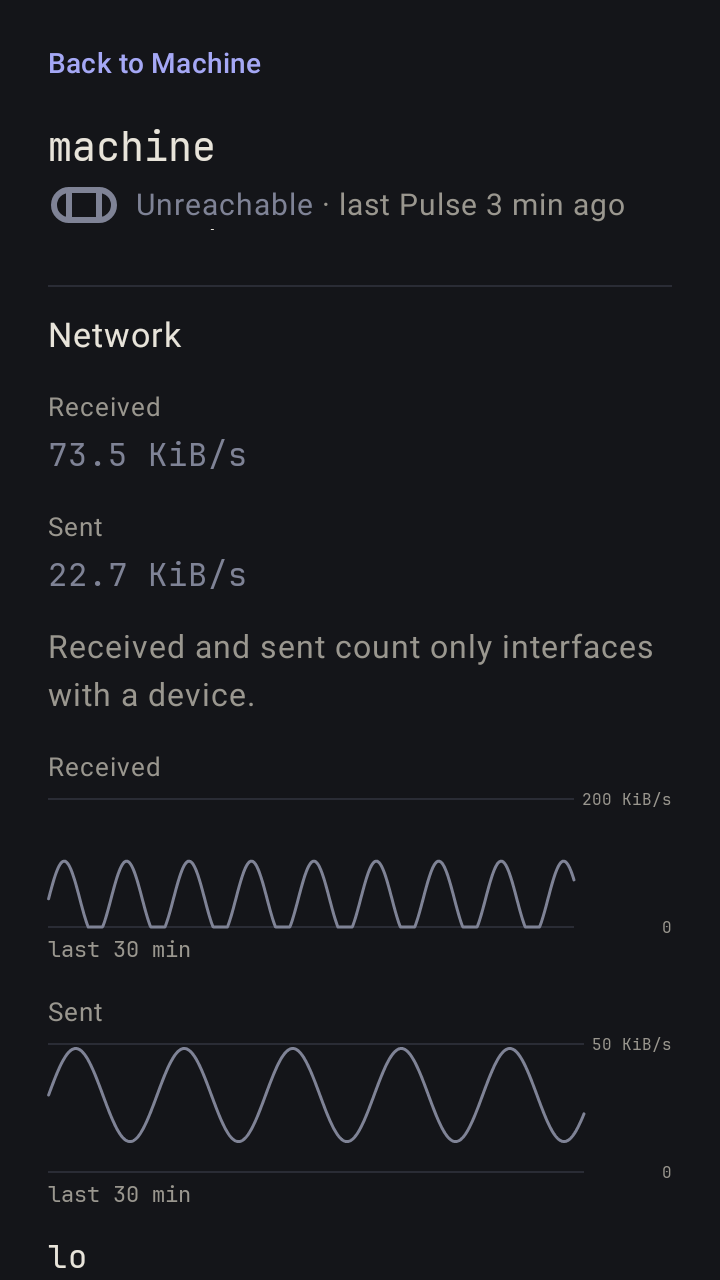 Back to Machine
machine
Unreachable · last Pulse 3 min ago
Network
Received
73.5 KiB/s
Sent
22.7 KiB/s
Received and sent count only interfaces
with a device.
Received
200 KiB/s
0
last 30 min
Sent
50 KiB/s
0
last 30 min
lo